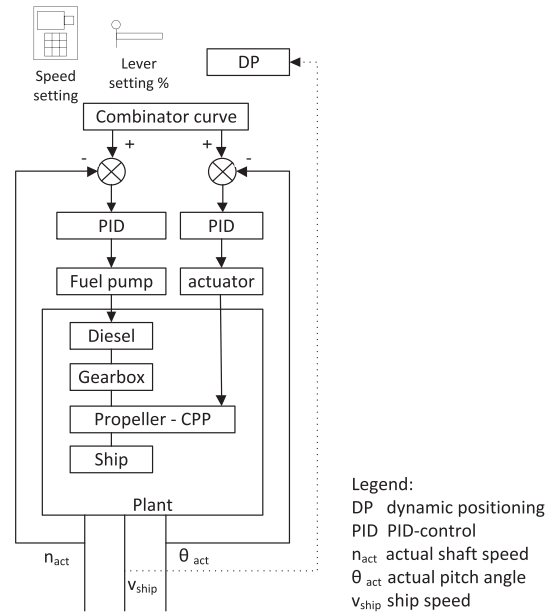 Speed
setting
Lever
setting %
DP
Combinator curve
+
+
-
-
PID
PID
Fuel pump
actuator
Diesel
Gearbox
Propeller - CPP
Ship
Plant
n_act
θ act
v_ship
Legend:
DP dynamic positioning
PID PID-control
n_act actual shaft speed
θ act actual pitch angle
v_ship ship speed